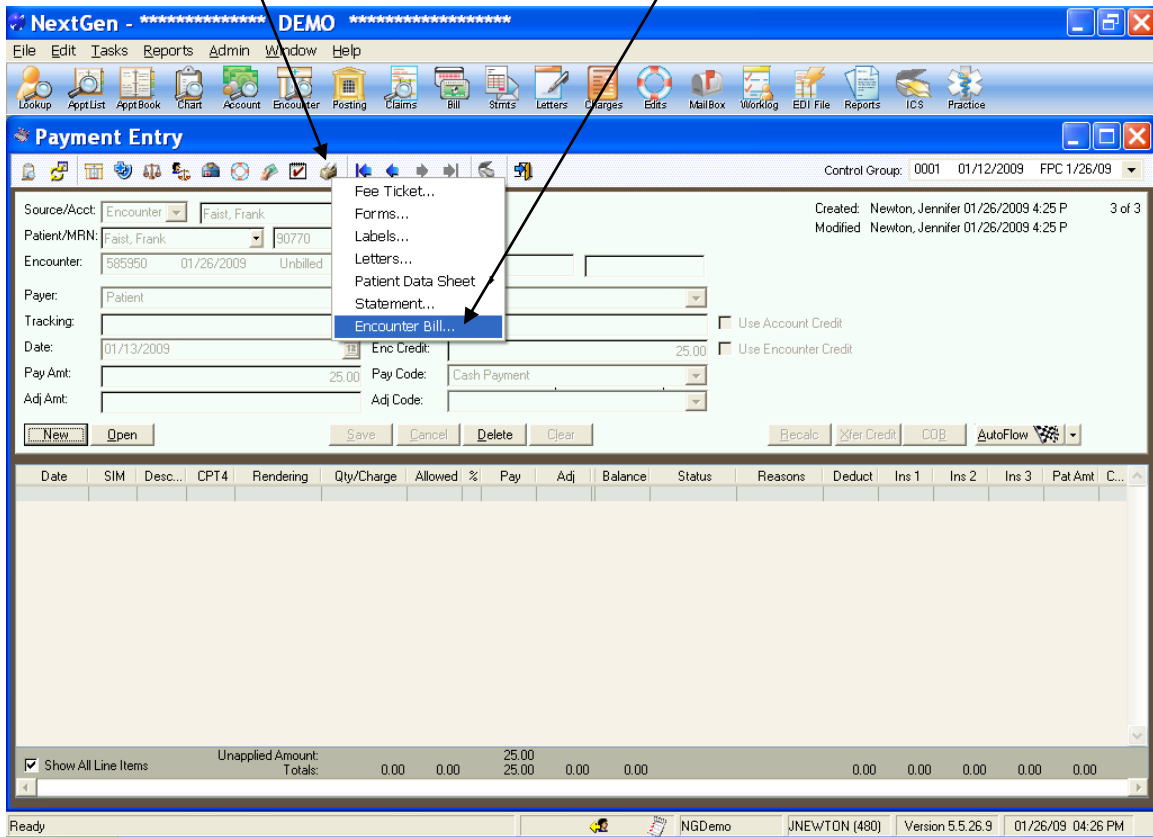 NextGen - ************** DEMO ******************
File Edit Tasks Reports Admin Window Help
Lookup ApptList ApptBook Chart Account Encounter Posting Claims Bill Stmts Letters Charges Edits MailBox Worklog EDI File Reports ICS Practice
Payment Entry
Control Group: 0001 01/12/2009 FPC 1/26/09
Fee Ticket...
Forms...
Labels...
Letters...
Patient Data Sheet
Statement...
Encounter Bill...
Source/Acct: Encounter Faist, Frank
Created: Newton, Jennifer 01/26/2009 4:25 P 3 of 3
Patient/MRN: Faist, Frank 90770
Modified Newton, Jennifer 01/26/2009 4:25 P
Encounter: 585950 01/26/2009 Unbilled
Payer: Patient
Tracking: Use Account Credit
Date: 01/13/2009 12 Enc Credit: 25.00 Use Encounter Credit
Pay Amt: 25.00 Pay Code: Cash Payment
Adj Amt: Adj Code:
New Open Save Cancel Delete Clear Recalc Xfer Credit COB AutoFlow
Date SIM Desc... CPT4 Rendering Qty/Charge Allowed % Pay Adj Balance Status Reasons Deduct Ins 1 Ins 2 Ins 3 Pat Amt C...
Unapplied Amount: 25.00
Show All Line Items Totals: 0.00 0.00 25.00 0.00 0.00 0.00 0.00 0.00 0.00 0.00
Ready NGDemo JNEWTON (480) Version 5.5.26.9 01/26/09 04:26 PM